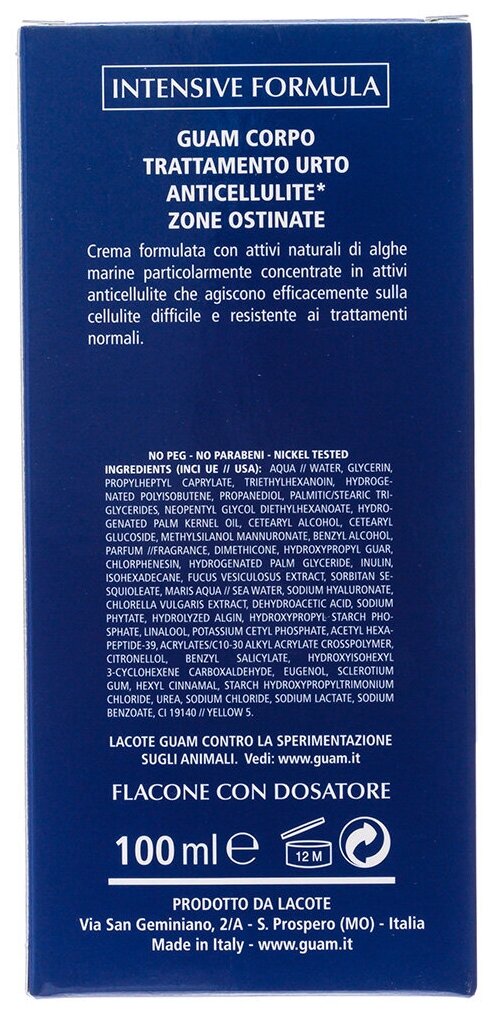 INTENSIVE FORMULA
GUAM CORPO
TRATTAMENTO URTO
ANTICELLULITE*
ZONE OSTINATE
Crema formulata con attivi naturali di alghe
marine particolarmente concentrate in attivi
anticellulite che agiscono efficacemente sulla
cellulite difficile e resistente ai trattamenti
normali.
NO PEG - NO PARABENI - NICKEL TESTED
INGREDIENTS (INCI UE // USA): AQUA // WATER, GLYCERIN,
PROPYLHEPTYL CAPRYLATE, TRIETHYLHEXANOIN, HYDROGE-
NATED POLYISOBUTENE, PROPANEDIOL, PALMITIC/STEARIC TRI-
GLYCERIDES, NEOPENTYL GLYCOL DIETHYLHEXANOATE, HYDR-
OGENATED PALM KERNEL OIL, CETEARYL ALCOHOL, CETEARYL
GLUCOSIDE, METHYLSILANOL MANNURONATE, BENZYL ALCOHOL,
PARFUM //FRAGRANCE, DIMETHICONE, HYDROXYPROPYL GUAR,
CHLORPHENESIN, HYDROGENATED PALM GLYCERIDE, INULIN,
ISOHEXADECANE, FUCUS VESICULOSUS EXTRACT, SORBITAN SE-
SQUIOLEATE, MARIS AQUA // SEA WATER, SODIUM HYALURONATE,
CHLORELLA VULGARIS EXTRACT, DEHYDROACETIC ACID, SODIUM
PHYTATE, HYDROLYZED ALGIN, HYDROXYPROPYL STARCH PHO-
SPHATE, LINALOOL, POTASSIUM CETYL PHOSPHATE, ACETYL HEXA-
PEPTIDE-39, ACRYLATES/C10-30 ALKYL ACRYLATE CROSSPOLYMER,
CITRONELLOL, BENZYL SALICYLATE, HYDROXYISOHEXYL
3-CYCLOHEXENE CARBOXALDEHYDE, EUGENOL, SCLEROTIUM
GUM, HEXYL CINNAMAL, STARCH HYDROXYPROPYLTRIMONIUM
CHLORIDE, UREA, SODIUM CHLORIDE, SODIUM LACTATE, SODIUM
BENZOATE, CI 19140 // YELLOW 5.
LACOTE GUAM CONTRO LA SPERIMENTAZIONE
SUGLI ANIMALI. Vedi: www.guam.it
FLACONE CON DOSATORE
100 ml ℮ 12 M
PRODOTTO DA LACOTE
Via San Geminiano, 2/A - S. Prospero (MO) - Italia
Made in Italy - www.guam.it